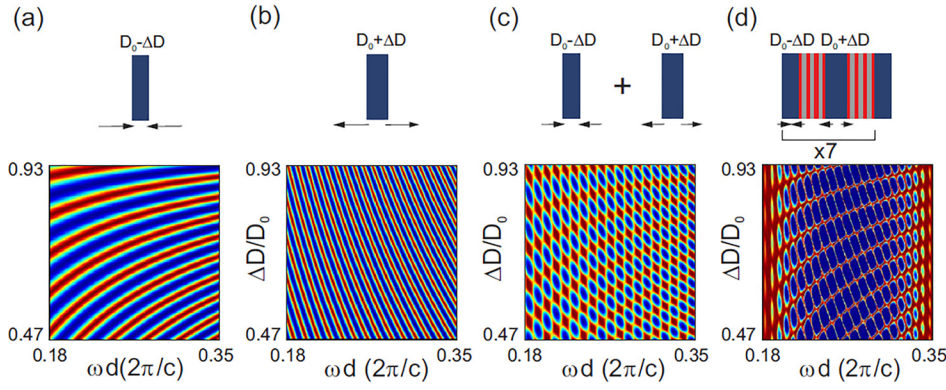 (a)
D₀-ΔD
0.93
ΔD/D₀
0.47
0.18
0.35
ωd(2π/c)
(b)
D₀+ΔD
0.93
ΔD/D₀
0.47
0.18
0.35
ωd (2π/c)
(c)
D₀-ΔD
D₀+ΔD
+
0.93
ΔD/D₀
0.47
0.18
0.35
ωd (2π/c)
(d)
D₀-ΔD D₀+ΔD
x7
0.93
ΔD/D₀
0.47
0.18
0.35
ωd (2π/c)